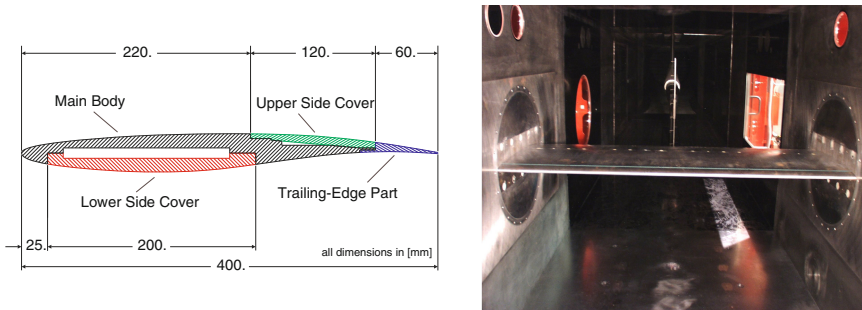 220.
120.
60.
Main Body
Upper Side Cover
Lower Side Cover
Trailing-Edge Part
25.
200.
all dimensions in [mm]
400.